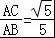 AC/AB = √5/5